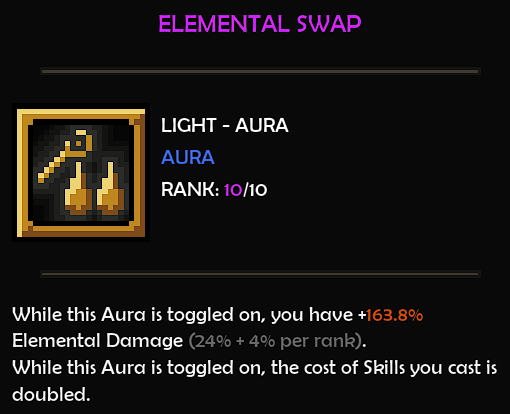 ELEMENTAL SWAP
LIGHT - AURA
AURA
RANK: 10/10
While this Aura is toggled on, you have +163.8%
Elemental Damage (24% + 4% per rank).
While this Aura is toggled on, the cost of Skills you cast is
doubled.